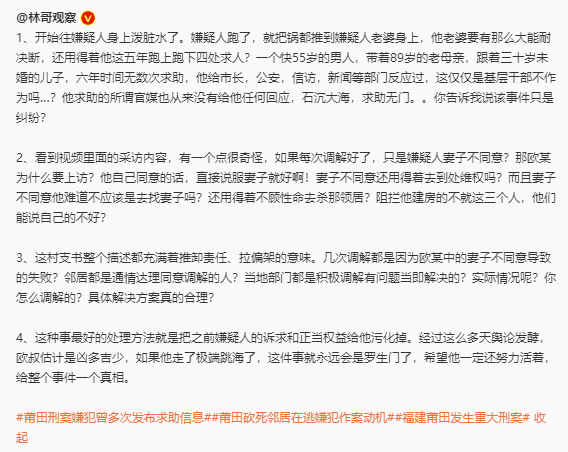 @林哥观察
1、开始往嫌疑人身上泼脏水了。嫌疑人跑了，就把锅都推到嫌疑人老婆身上，他老婆要有那么大能耐
决断，还用得着他这五年跑上跑下四处求人？一个快55岁的男人，带着89岁的老母亲，跟着三十岁未
婚的儿子，六年时间无数次求助，他给市长，公安，信访，新闻等部门反应过，这仅仅是基层干部不作
为吗...？他求助的所谓官媒也从来没有给他任何回应，石沉大海，求助无门。。你告诉我说该事件只是
纠纷？
2、看到视频里面的采访内容，有一个点很奇怪，如果每次调解好了，只是嫌疑人妻子不同意？那欧某
为什么要上访？他自己同意的话，直接说服妻子就好啊！妻子不同意还用得着去到处维权吗？而且妻子
不同意他难道不应该是去找妻子吗？还用得着不顾性命去杀那领居？阻拦他建房的不就这三个人，他们
能说自己的不好？
3、这村支书整个描述都充满着推卸责任、拉偏架的意味。几次调解都是因为欧某中的妻子不同意导致
的失败？邻居都是通情达理同意调解的人？当地部门都是积极调解有问题当即解决的？实际情况呢？你
怎么调解的？具体解决方案真的合理？
4、这种事最好的处理方法就是把之前嫌疑人的诉求和正当权益给他污化掉。经过这么多天舆论发酵，
欧叔估计是凶多吉少，如果他走了极端跳海了，这件事就永远会是罗生门了，希望他一定还努力活着，
给整个事件一个真相。
#莆田刑案嫌犯曾多次发布求助信息##莆田砍死邻居在逃嫌犯作案动机##福建莆田发生重大刑案# 收
起